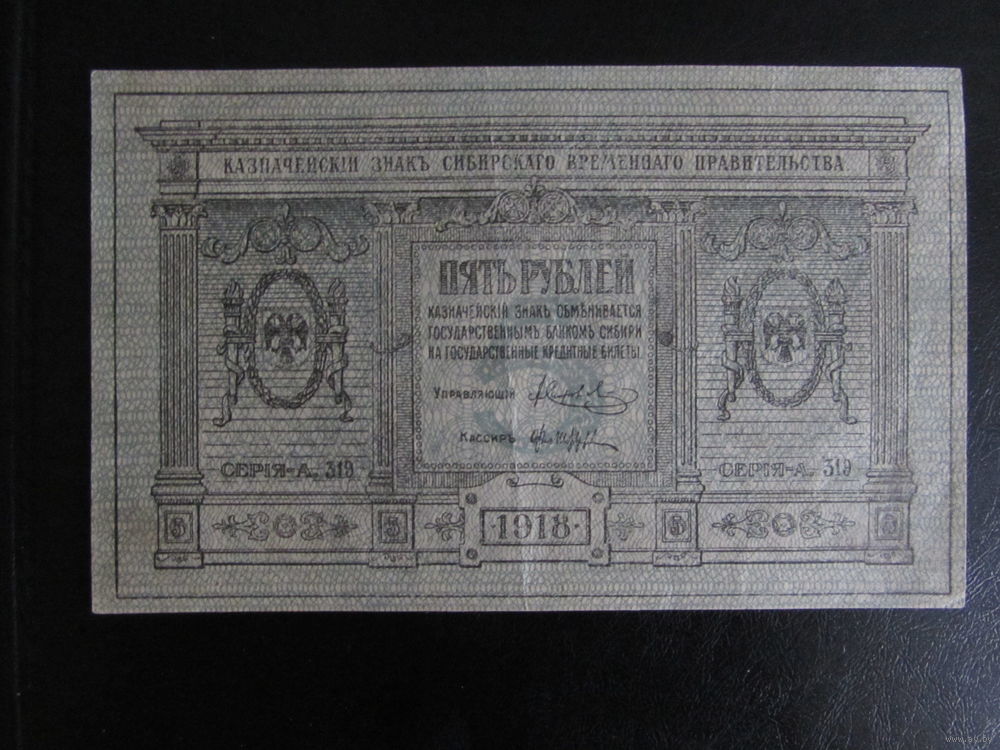 КАЗНАЧЕЙСКІЙ ЗНАКЪ СИБИРСКАГО ВРЕМЕННАГО ПРАВИТЕЛЬСТВА
ПЯТЬ РУБЛЕЙ
КАЗНАЧЕЙСКІЙ ЗНАКЪ ОБМѢНИВАЕТСЯ
ГОСУДАРСТВЕННЫМЪ БАНКОМЪ СИБИРИ
НА ГОСУДАРСТВЕННЫЕ КРЕДИТНЫЕ БИЛЕТЫ.
УПРАВЛЯЮЩІЙ
КАССИРЪ
СЕРІЯ-А. 319
СЕРІЯ-А. 319
5
5
1918·
5
5